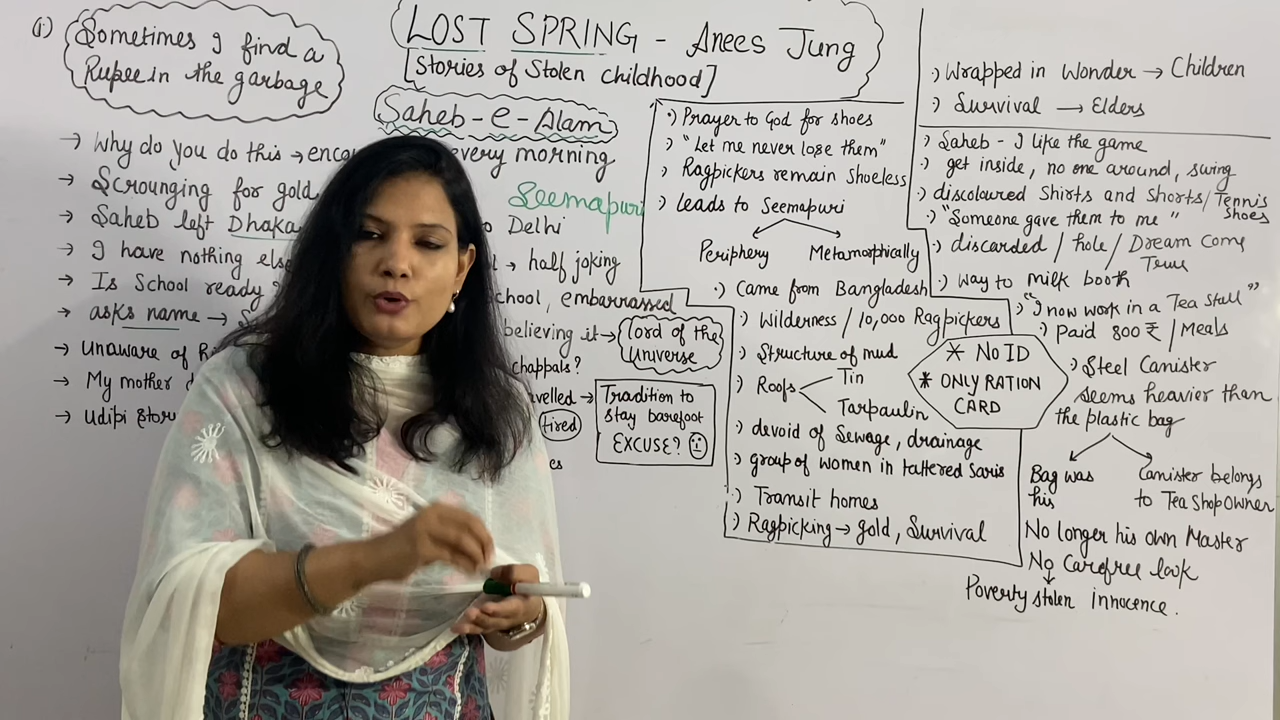 (i) Sometimes I find a
Rupee in the garbage
LOST SPRING - Anees Jung
[Stories of Stolen childhood]
Saheb-e-Alam
→ Why do you do this → every morning
→ Scrounging for gold
Seemapuri
→ Saheb left Dhaka Delhi
→ I have nothing → half joking
→ Is School ready embarrassed
→ asks name → believing it → lord of the
Universe
→ Unaware of chappals?
→ My mother → Tradition to
stay barefoot
EXCUSE?
→ Udipi tired
·) Prayer to God for shoes
·) "Let me never lose them"
·) Ragpickers remain Shoeless
·) Leads to Seemapuri
Periphery Metamorphically
·) Came from Bangladesh
·) Wilderness / 10,000 Ragpickers
·) Structure of mud
·) Roofs Tin
Tarpaulin
·) devoid of Sewage, drainage
·) group of women in tattered Saris
·) Transit homes
·) Ragpicking → gold, Survival
·) Wrapped in Wonder → Children
·) Survival → Elders
·) Saheb - I like the game
·) get inside, no one around, swing
·) discoloured Shirts and Shorts/Tennis
Shoes
·) "Someone gave them to me"
·) discarded / hole / Dream Come
True
·) way to milk booth
·) "I now work in a Tea Stall"
·) Paid 800 ₹ / Meals
* NO ID
* ONLY RATION
CARD
·) Steel Canister
seems heavier than
the plastic bag
Bag was
his
Canister belongs
to Tea Shop Owner
No longer his own Master
No Carefree look
Poverty stolen innocence.